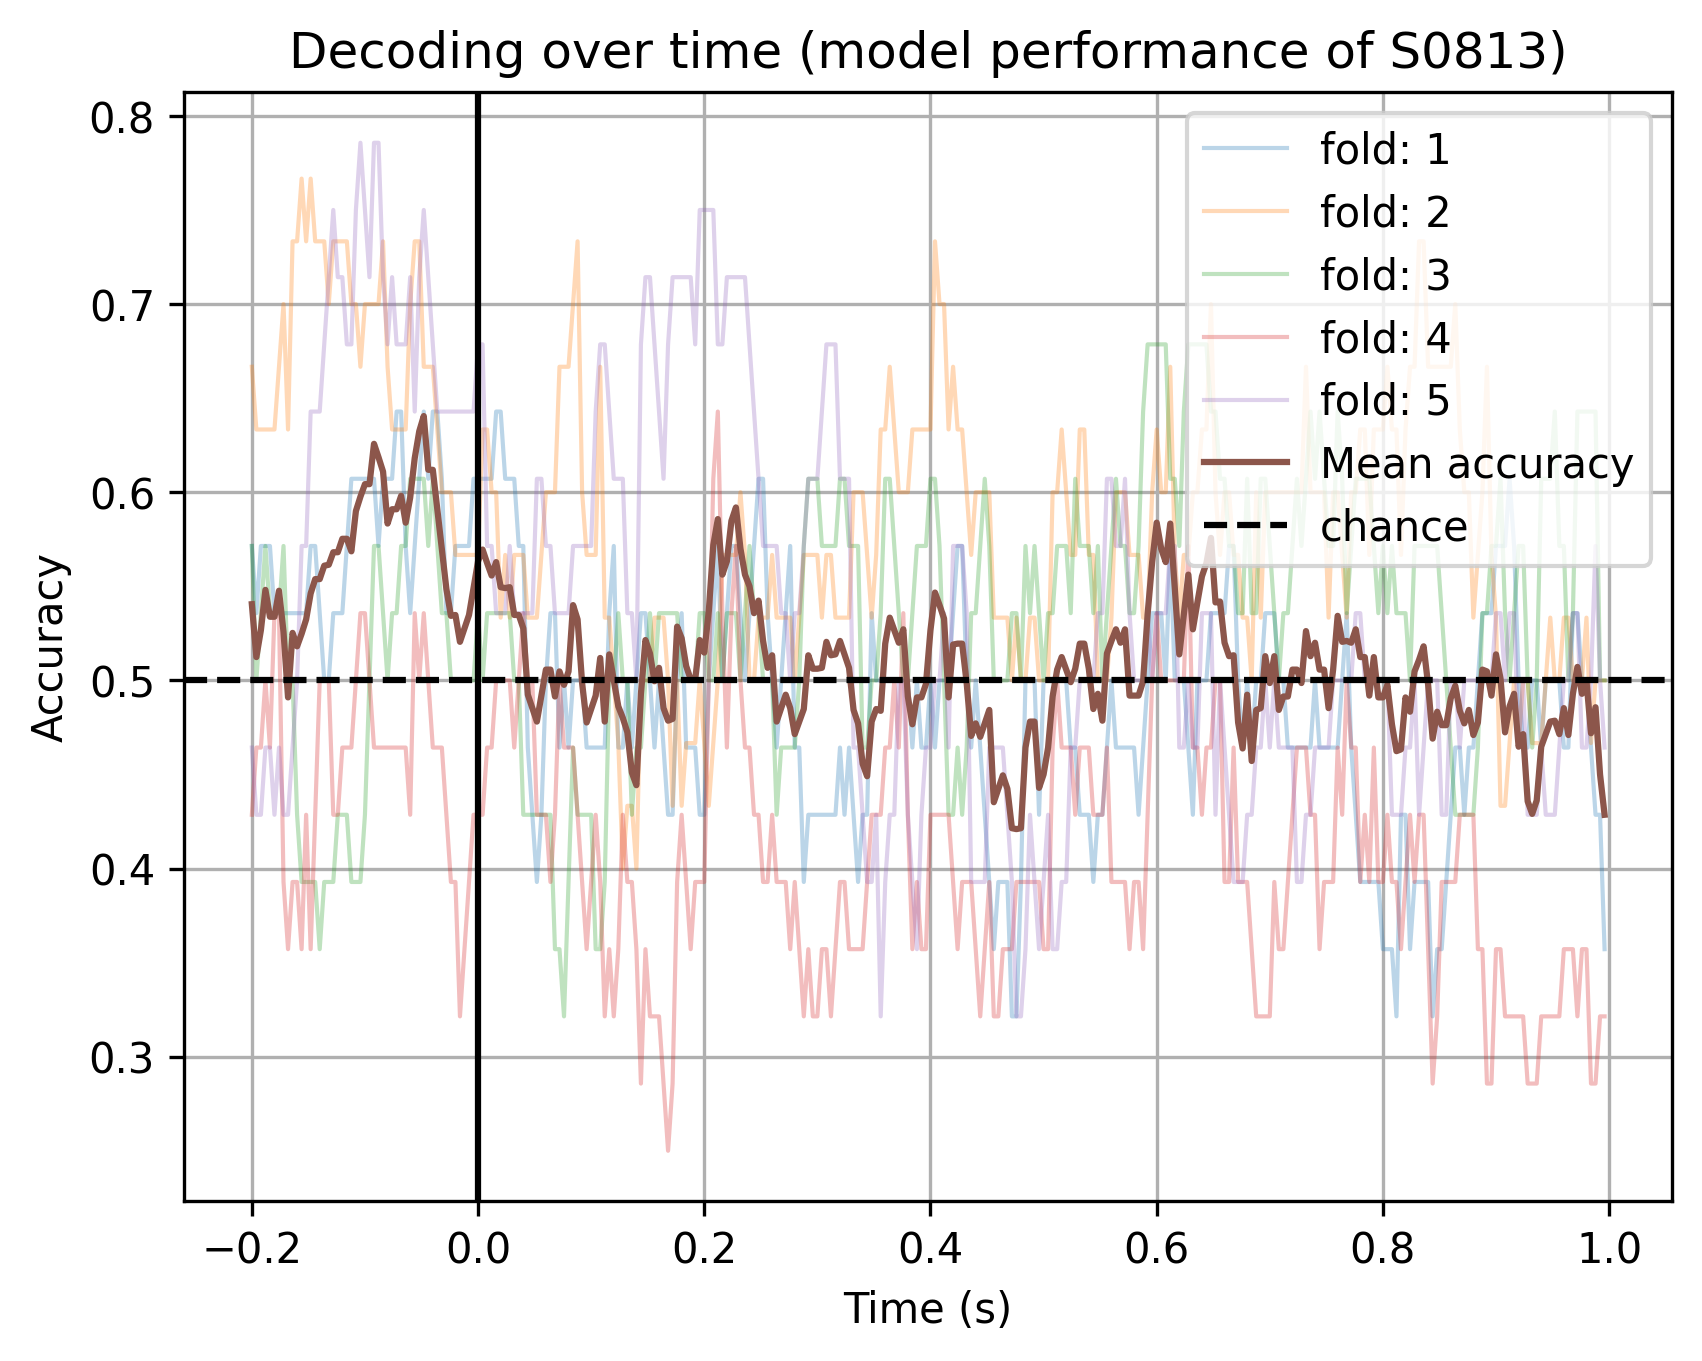 Decoding over time (model performance of S0813)
Accuracy
0.8
0.7
0.6
0.5
0.4
0.3
fold: 1
fold: 2
fold: 3
fold: 4
fold: 5
Mean accuracy
chance
−0.2 0.0 0.2 0.4 0.6 0.8 1.0
Time (s)